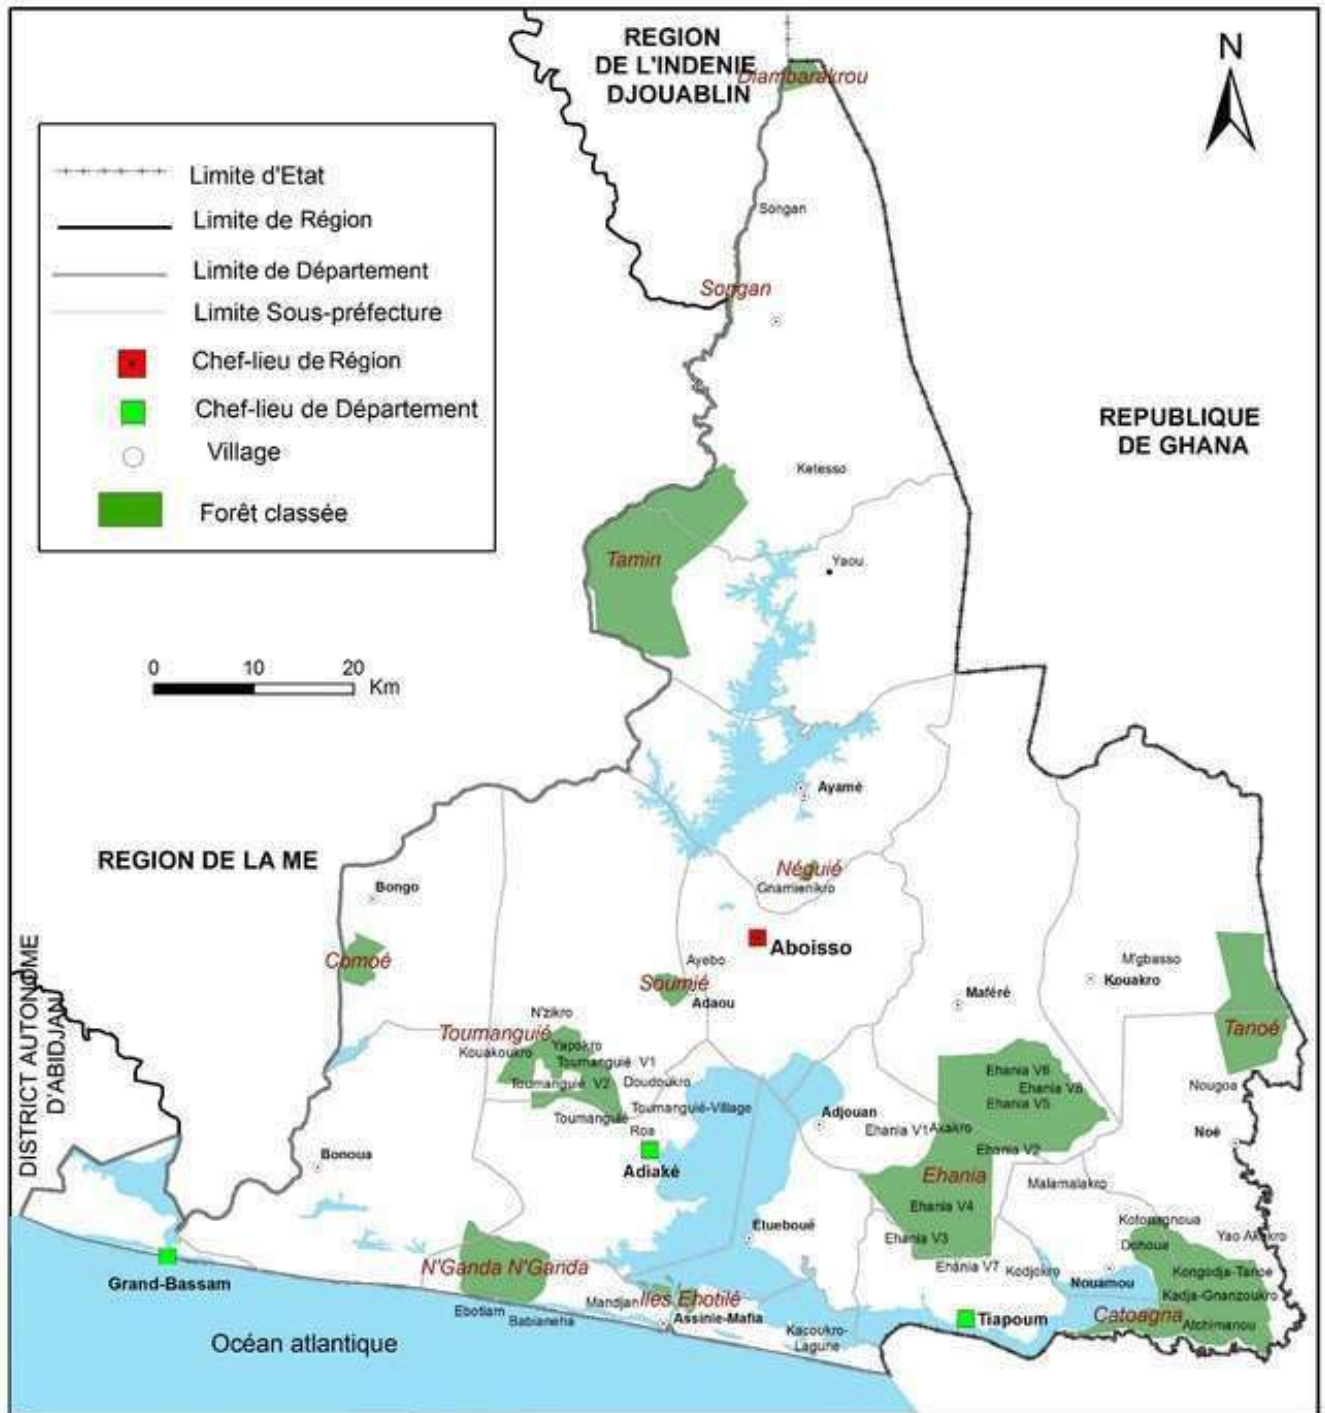 REGION
DE L'INDENIE
DJOUABLIN
Diambarakrou
N
Limite d'Etat
Limite de Région
Limite de Département
Limite Sous-préfecture
Chef-lieu de Région
Chef-lieu de Département
Village
Forêt classée
Songan
Songan
REPUBLIQUE
DE GHANA
Ketesso
Yaou
Tamin
0 10 20
Km
Ayamé
REGION DE LA ME
Bongo
Néguié
Gnamienikro
Aboisso
DISTRICT AUTONOME
D'ABIDJAN
Comoé
Ayebo
Soumié
Adaou
M'gbasso
Kouakro
Maféré
Tanoé
N'zikro
Toumanguié
Kouakoukro
Yapokro
Toumanguié V1
Toumanguié V2
Doudoukro
Toumanguié
Toumanguié-Village
Roa
Adiaké
Adjouan
Ehania V6
Ehania V8
Ehania V5
Ehania V1
Akakro
Ehania V2
Nougoa
Noé
Bonoua
Ehania
Malamalakro
Ehania V4
Ehania V3
Ehania V7
Kodjokro
Kotouagnoua
Dohoua
Yao Akakro
Nouamou
Kongodja-Tanoe
Kadja-Gnanzoukro
Catoagna
Atchimanou
Elueboué
Grand-Bassam
N'Ganda N'Ganda
Ebotiam
Babianeha
Mandjan
Iles Ehotilé
Assinie-Mafia
Kacoukro-
Lagune
Tiapoum
Océan atlantique